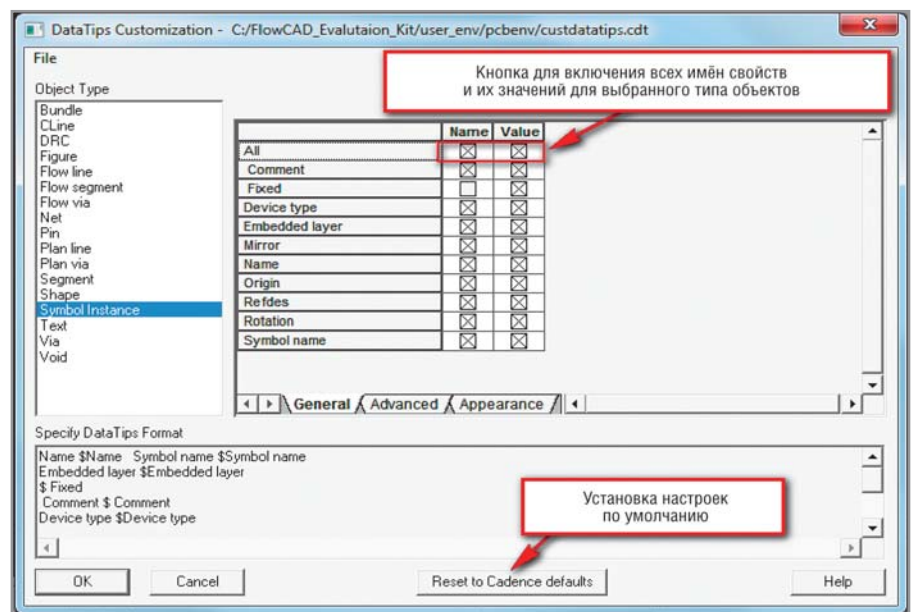 DataTips Customization - C:/FlowCAD_Evalutaion_Kit/user_env/pcbenv/custdatatips.cdt
File
Кнопка для включения всех имён свойств
и их значений для выбранного типа объектов
Object Type
Bundle
CLine
DRC
Figure
Flow line
Flow segment
Flow via
Net
Pin
Plan line
Plan via
Segment
Shape
Symbol Instance
Text
Via
Void
Name Value
All
Comment
Fixed
Device type
Embedded layer
Mirror
Name
Origin
Refdes
Rotation
Symbol name
General Advanced Appearance
Specify DataTips Format
Name $Name Symbol name $Symbol name
Embedded layer $Embedded layer
$ Fixed
Comment $ Comment
Device type $Device type
Установка настроек
по умолчанию
OK Cancel Reset to Cadence defaults Help